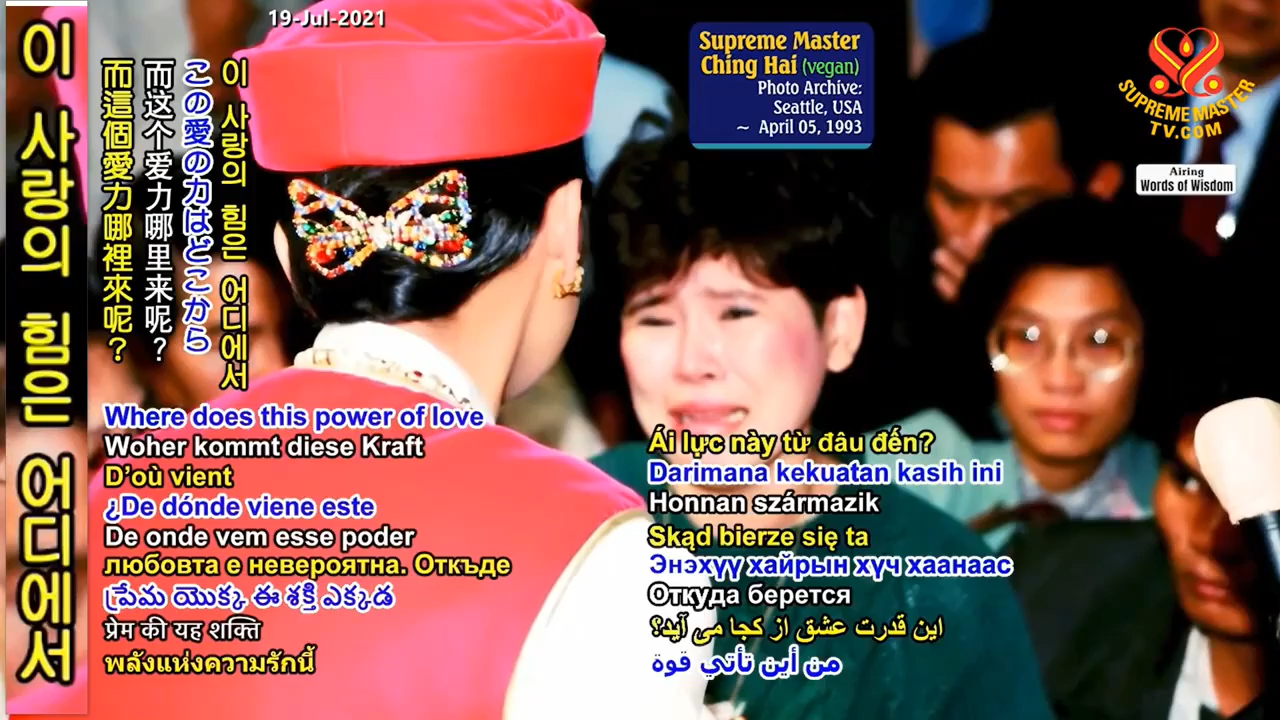 19-Jul-2021
이 사랑의 힘은 어디에서
이 사랑의 힘은 어디에서
この愛の力はどこから
而这个爱力哪里来呢？
而這個愛力哪裡來呢？
Supreme Master
Ching Hai (vegan)
Photo Archive:
Seattle, USA
~ April 05, 1993
SUPREME MASTER
TV.COM
Airing
Words of Wisdom
Where does this power of love
Woher kommt diese Kraft
D’où vient
¿De dónde viene este
De onde vem esse poder
любовта е невероятна. Откъде
ప్రేమ యొక్క ఈ శక్తి ఎక్కడ
प्रेम की यह शक्ति
พลังแห่งความรักนี้
Ái lực này từ đâu đến?
Darimana kekuatan kasih ini
Honnan származik
Skąd bierze się ta
Энэхүү хайрын хүч хаанаас
Откуда берется
این قدرت عشق از کجا می آید؟
من أين تأتي قوة